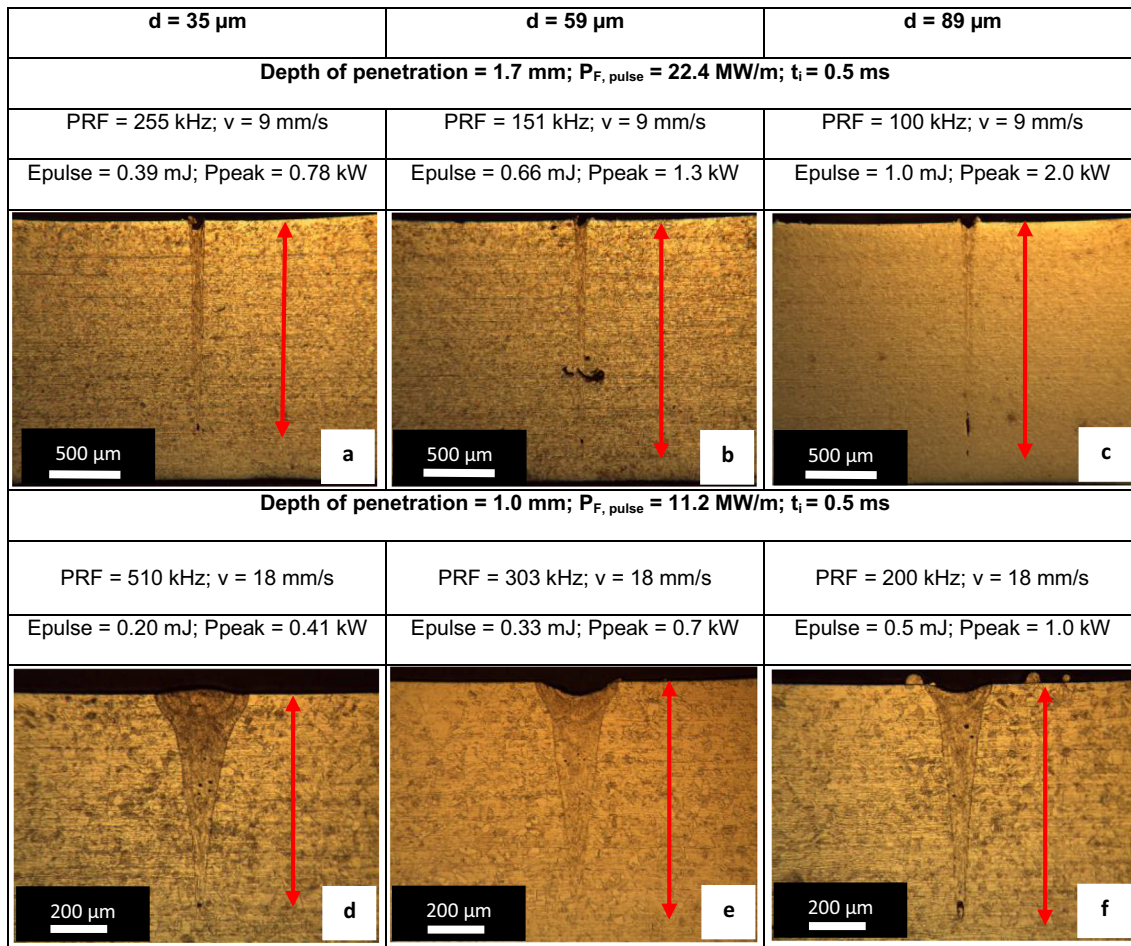 d = 35 µm d = 59 µm d = 89 µm
Depth of penetration = 1.7 mm; PF, pulse = 22.4 MW/m; ti = 0.5 ms
PRF = 255 kHz; v = 9 mm/s PRF = 151 kHz; v = 9 mm/s PRF = 100 kHz; v = 9 mm/s
Epulse = 0.39 mJ; Ppeak = 0.78 kW Epulse = 0.66 mJ; Ppeak = 1.3 kW Epulse = 1.0 mJ; Ppeak = 2.0 kW
500 µm a 500 µm b 500 µm c
Depth of penetration = 1.0 mm; PF, pulse = 11.2 MW/m; ti = 0.5 ms
PRF = 510 kHz; v = 18 mm/s PRF = 303 kHz; v = 18 mm/s PRF = 200 kHz; v = 18 mm/s
Epulse = 0.20 mJ; Ppeak = 0.41 kW Epulse = 0.33 mJ; Ppeak = 0.7 kW Epulse = 0.5 mJ; Ppeak = 1.0 kW
200 µm d 200 µm e 200 µm f